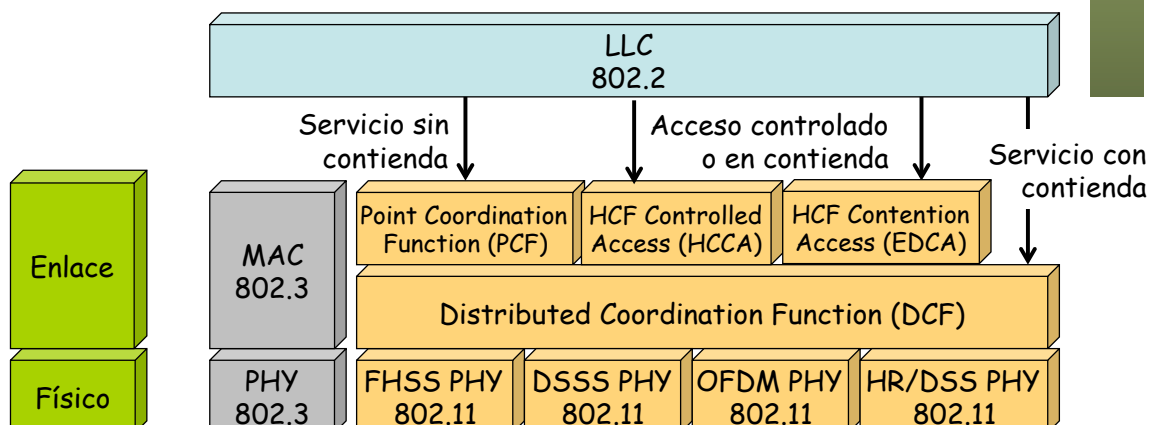 LLC
802.2
Servicio sin
contienda
Acceso controlado
o en contienda
Servicio con
contienda
Enlace
MAC
802.3
Point Coordination
Function (PCF)
HCF Controlled
Access (HCCA)
HCF Contention
Access (EDCA)
Distributed Coordination Function (DCF)
Físico
PHY
802.3
FHSS PHY
802.11
DSSS PHY
802.11
OFDM PHY
802.11
HR/DSS PHY
802.11